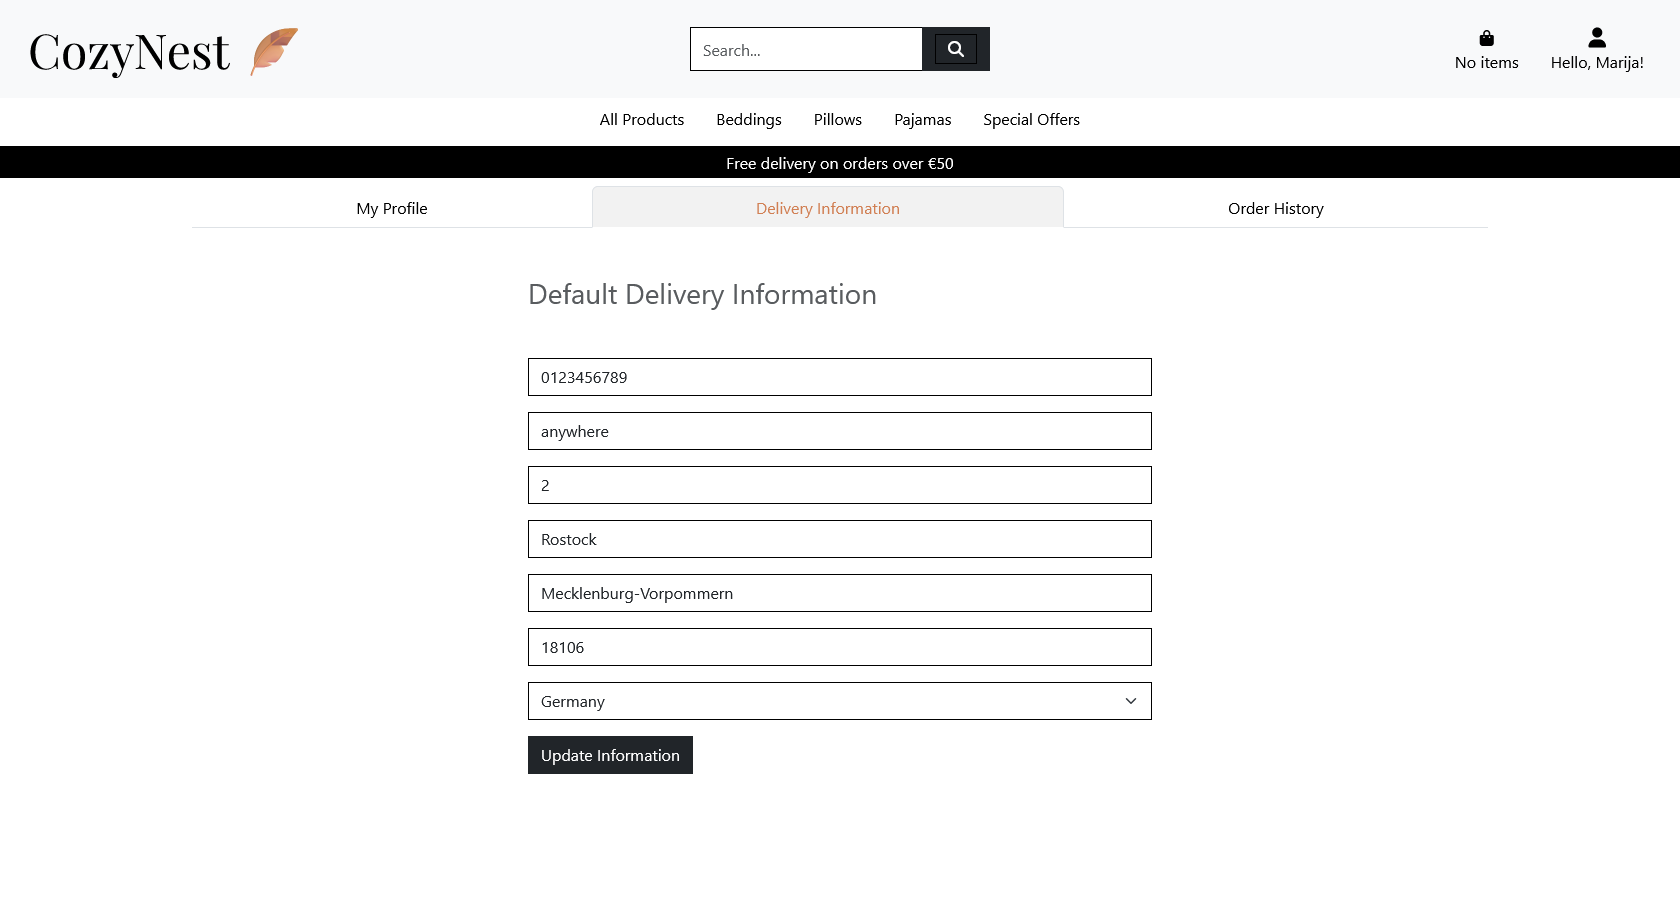 CozyNest
Search...
No items
Hello, Marija!
All Products
Beddings
Pillows
Pajamas
Special Offers
Free delivery on orders over €50
My Profile
Delivery Information
Order History
Default Delivery Information
0123456789
anywhere
2
Rostock
Mecklenburg-Vorpommern
18106
Germany
Update Information